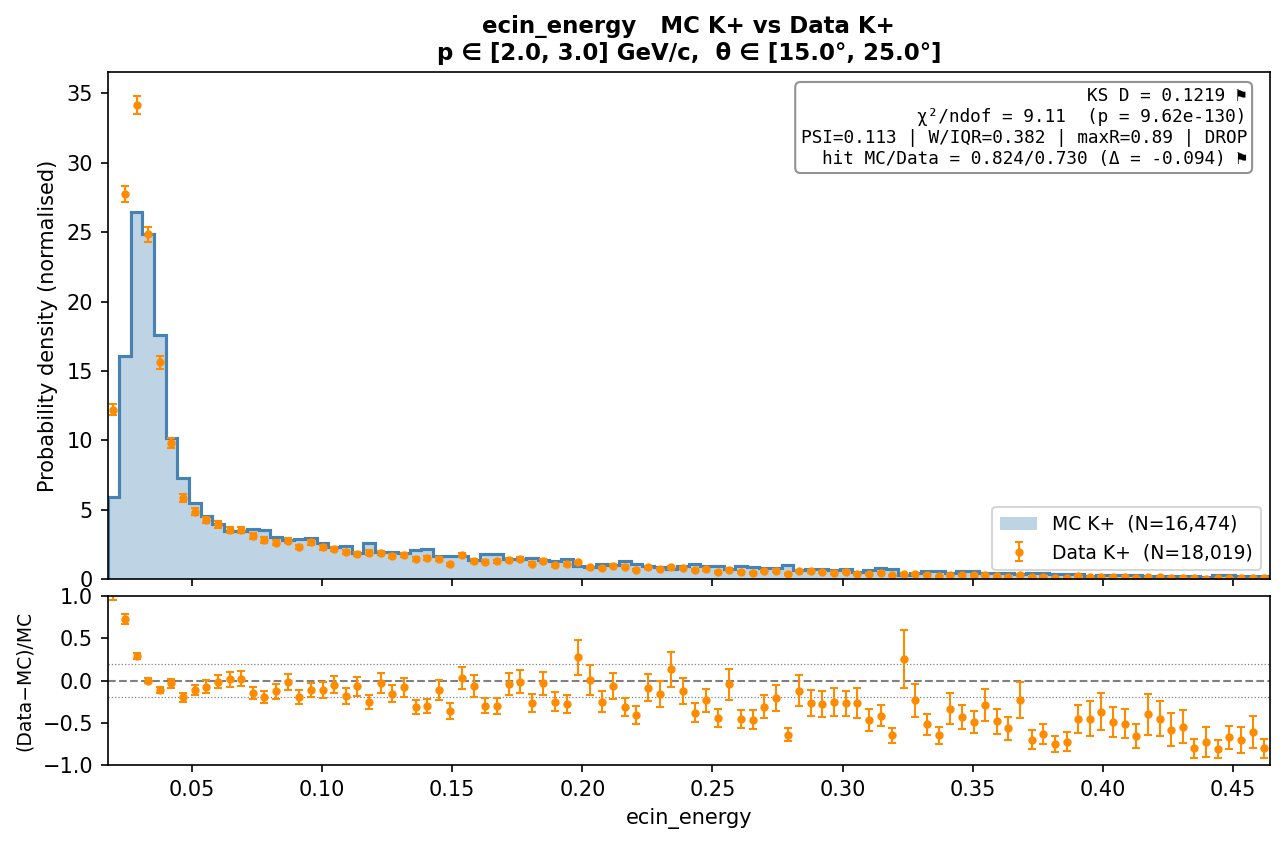 ecin_energy   MC K+ vs Data K+
p ∈ [2.0, 3.0] GeV/c,  θ ∈ [15.0°, 25.0°]
KS D = 0.1219 ⚑
χ²/ndof = 9.11  (p = 9.62e-130)
PSI=0.113 | W/IQR=0.382 | maxR=0.89 | DROP
hit MC/Data = 0.824/0.730 (Δ = -0.094) ⚑
Probability density (normalised)
35
30
25
20
15
10
5
0
MC K+  (N=16,474)
Data K+  (N=18,019)
(Data−MC)/MC
1.0
0.5
0.0
−0.5
−1.0
0.05 0.10 0.15 0.20 0.25 0.30 0.35 0.40 0.45
ecin_energy